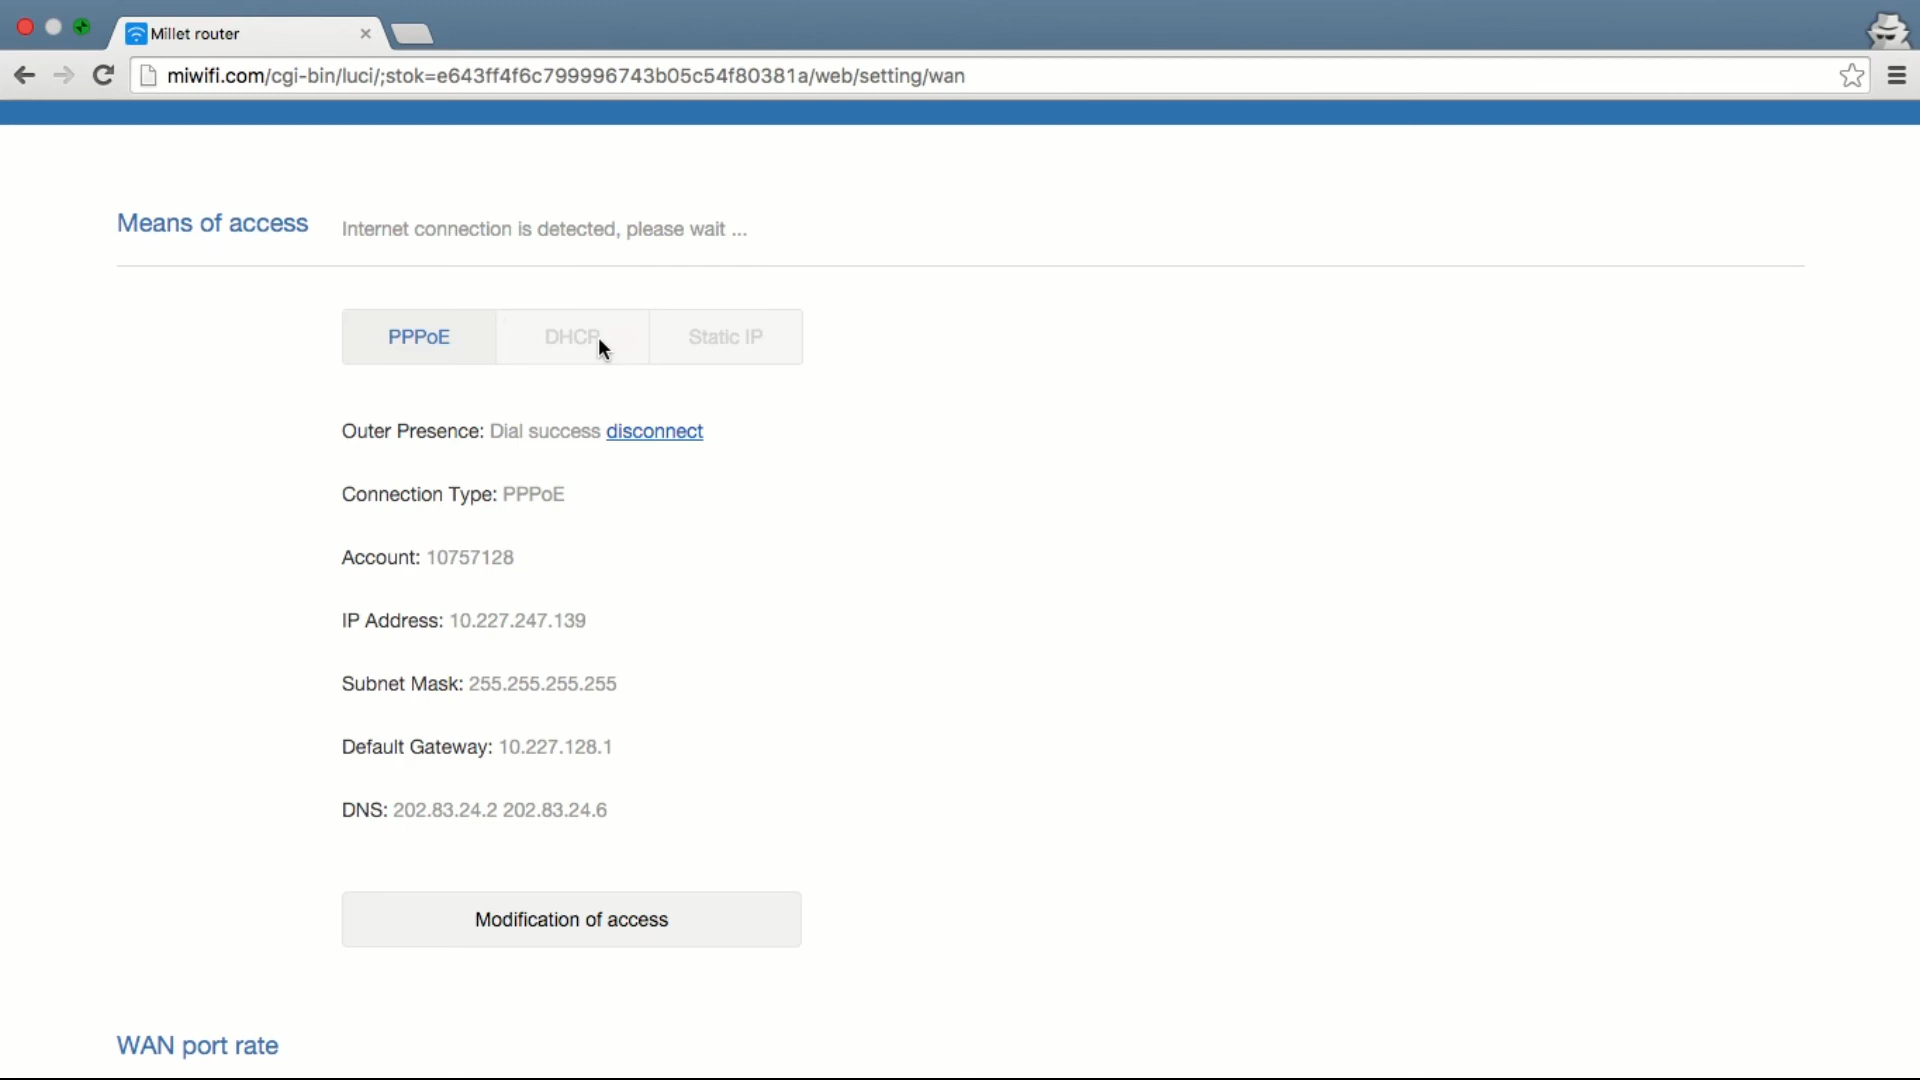 Millet router
miwifi.com/cgi-bin/luci/;stok=e643ff4f6c799996743b05c54f80381a/web/setting/wan
Means of access Internet connection is detected, please wait ...
PPPoE DHCP Static IP
Outer Presence: Dial success disconnect
Connection Type: PPPoE
Account: 10757128
IP Address: 10.227.247.139
Subnet Mask: 255.255.255.255
Default Gateway: 10.227.128.1
DNS: 202.83.24.2 202.83.24.6
Modification of access
WAN port rate